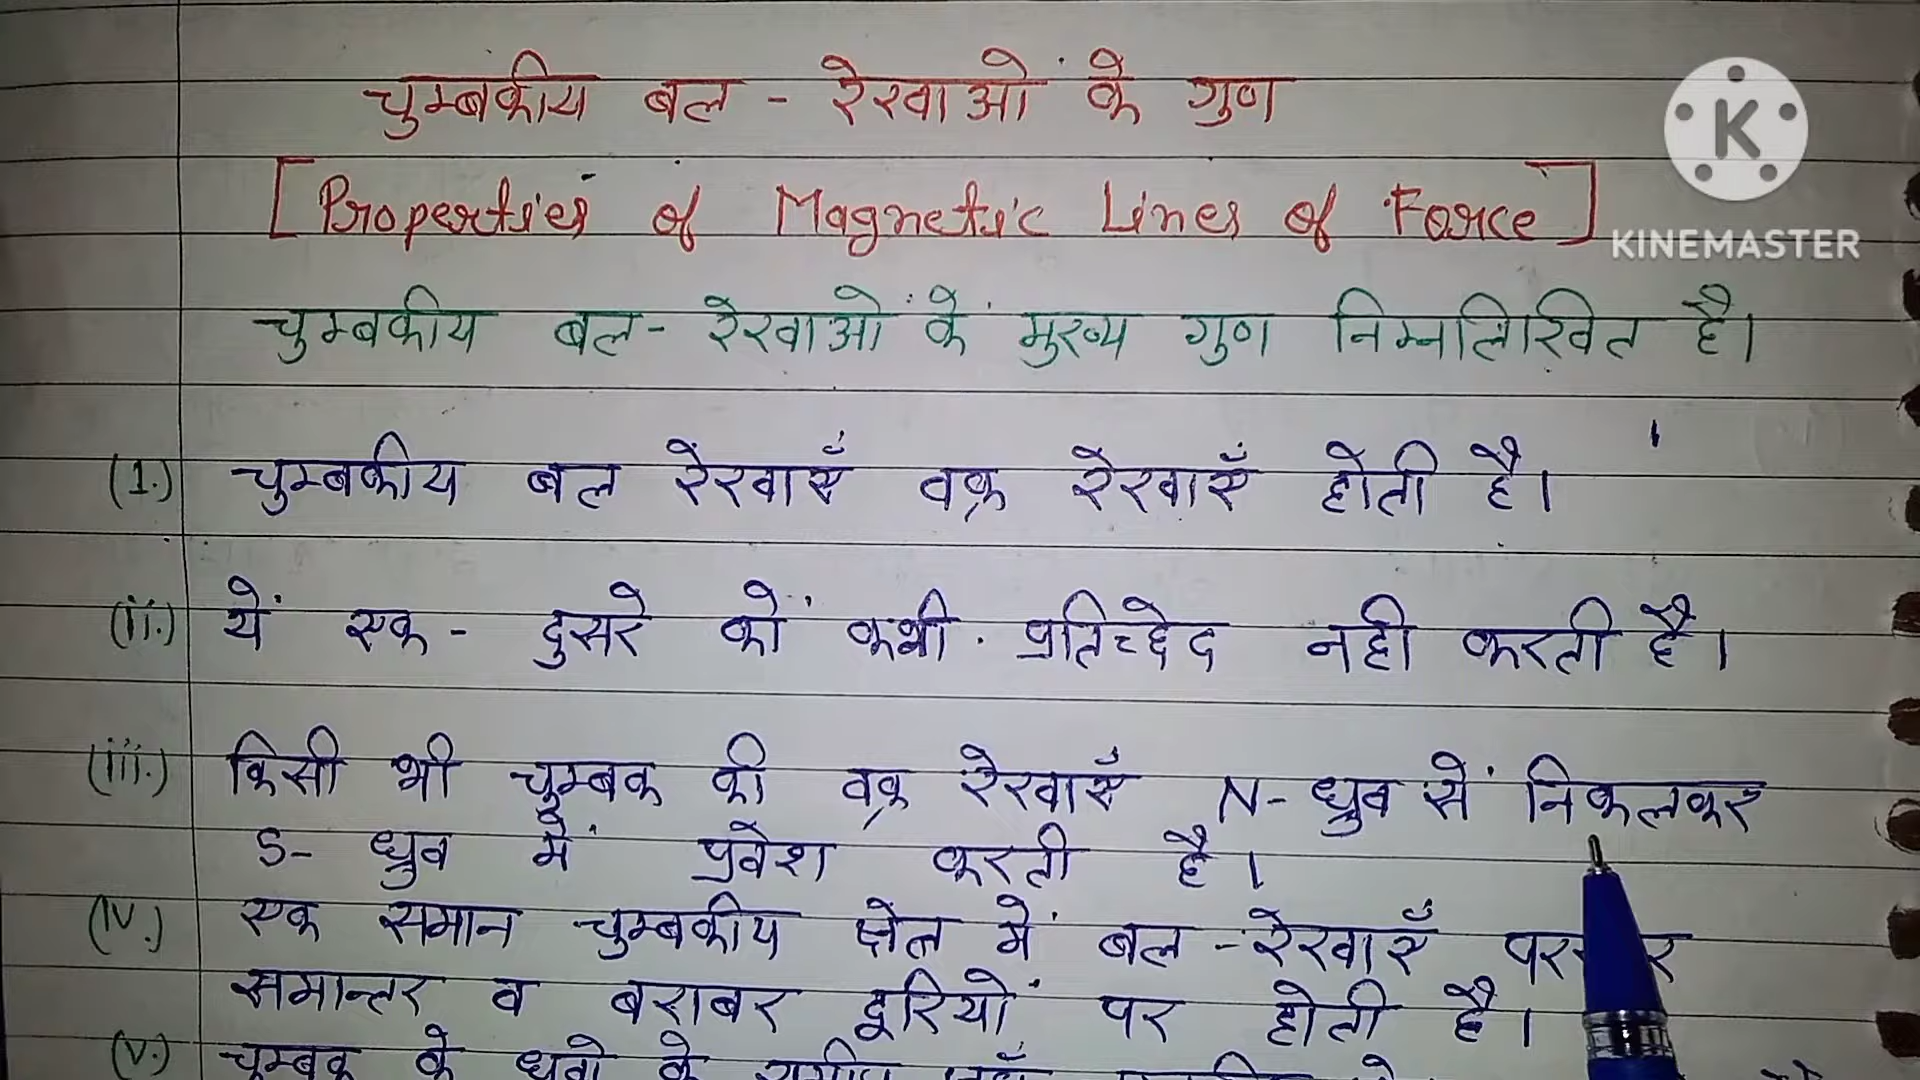 चुम्बकीय बल - रेखाओं के गुण
[Properties of Magnetic Lines of Force]
K
KINEMASTER
चुम्बकीय बल - रेखाओं के मुख्य गुण निम्नलिखित है।
(1.) चुम्बकीय बल रेखाएँ वक्र रेखाएँ होती है।
(ii.) यें एक - दुसरे कों कभी प्रतिच्छेद नही करती है।
(iii.) किसी भी चुम्बक की वक्र रेखाएँ N- ध्रुव सें निकलकर
S- ध्रुव में प्रवेश करती है।
(iv.) एक समान चुम्बकीय क्षेत्र में बल - रेखाएँ
समान्तर व बराबर दूरियों पर होती है।
(v.) चुम्बक के